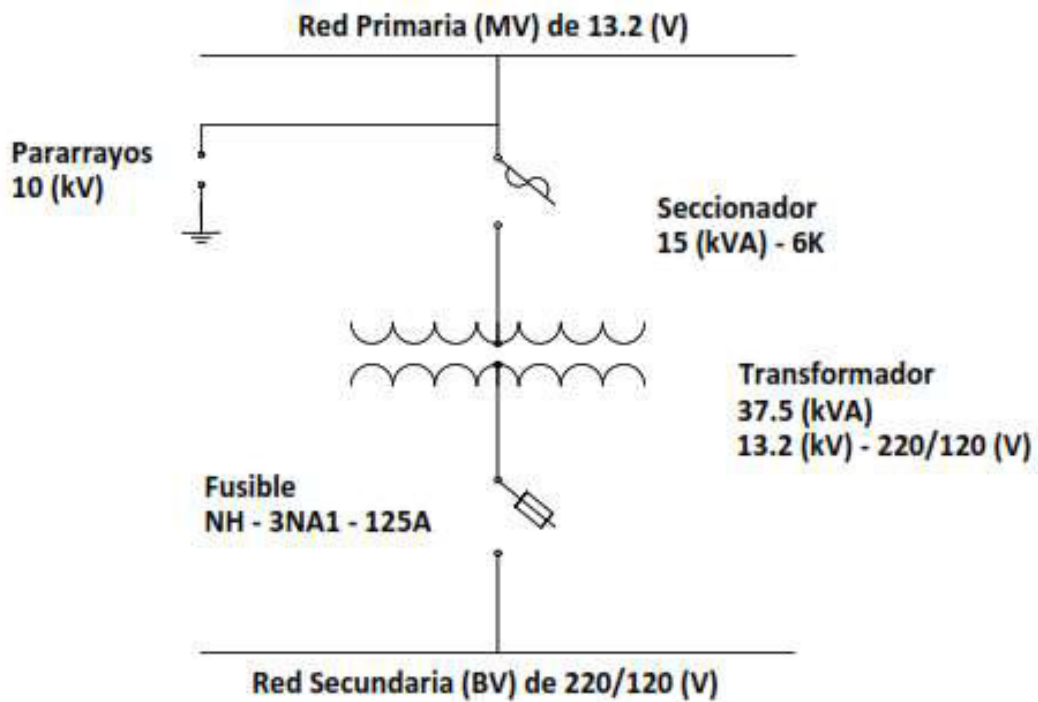 Red Primaria (MV) de 13.2 (V)
Pararrayos
10 (kV)
Seccionador
15 (kVA) - 6K
Transformador
37.5 (kVA)
13.2 (kV) - 220/120 (V)
Fusible
NH - 3NA1 - 125A
Red Secundaria (BV) de 220/120 (V)